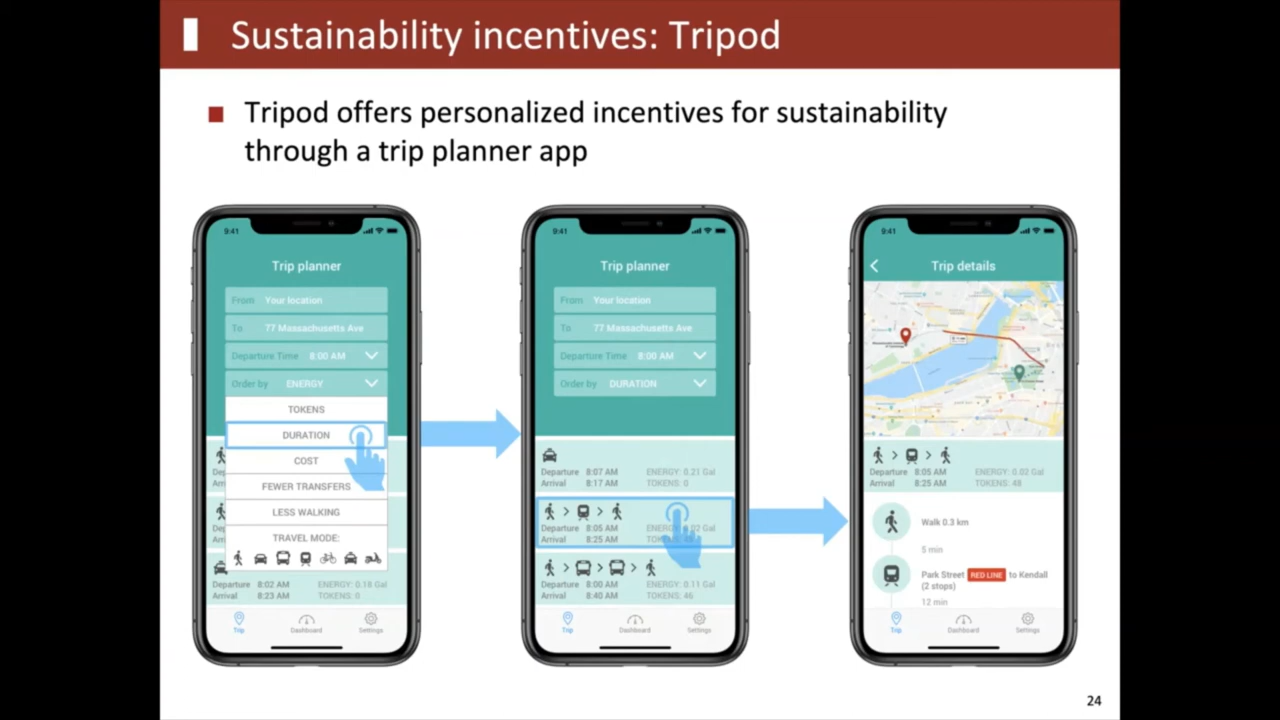 Sustainability incentives: Tripod
Tripod offers personalized incentives for sustainability
through a trip planner app
9:41
Trip planner
From Your location
To 77 Massachusetts Ave
Departure Time 8:00 AM
Order by ENERGY
TOKENS
DURATION
COST
FEWER TRANSFERS
LESS WALKING
TRAVEL MODE:
Departure 8:02 AM ENERGY: 0.18 Gal
Arrival 8:23 AM TOKENS: 0
Trip Dashboard Settings
9:41
Trip planner
From Your location
To 77 Massachusetts Ave
Departure Time 8:00 AM
Order by DURATION
Departure 8:07 AM ENERGY: 0.21 Gal
Arrival 8:17 AM TOKENS: 0
Departure 8:05 AM
Arrival 8:25 AM
Departure 8:00 AM ENERGY: 0.11 Gal
Arrival 8:40 AM TOKENS: 46
Trip Dashboard Settings
9:41
Trip details
Departure 8:05 AM ENERGY: 0.02 Gal
Arrival 8:25 AM TOKENS: 48
Walk 0.3 km
5 min
Park Street RED LINE to Kendall
(2 stops)
12 min
Trip Dashboard Settings
24